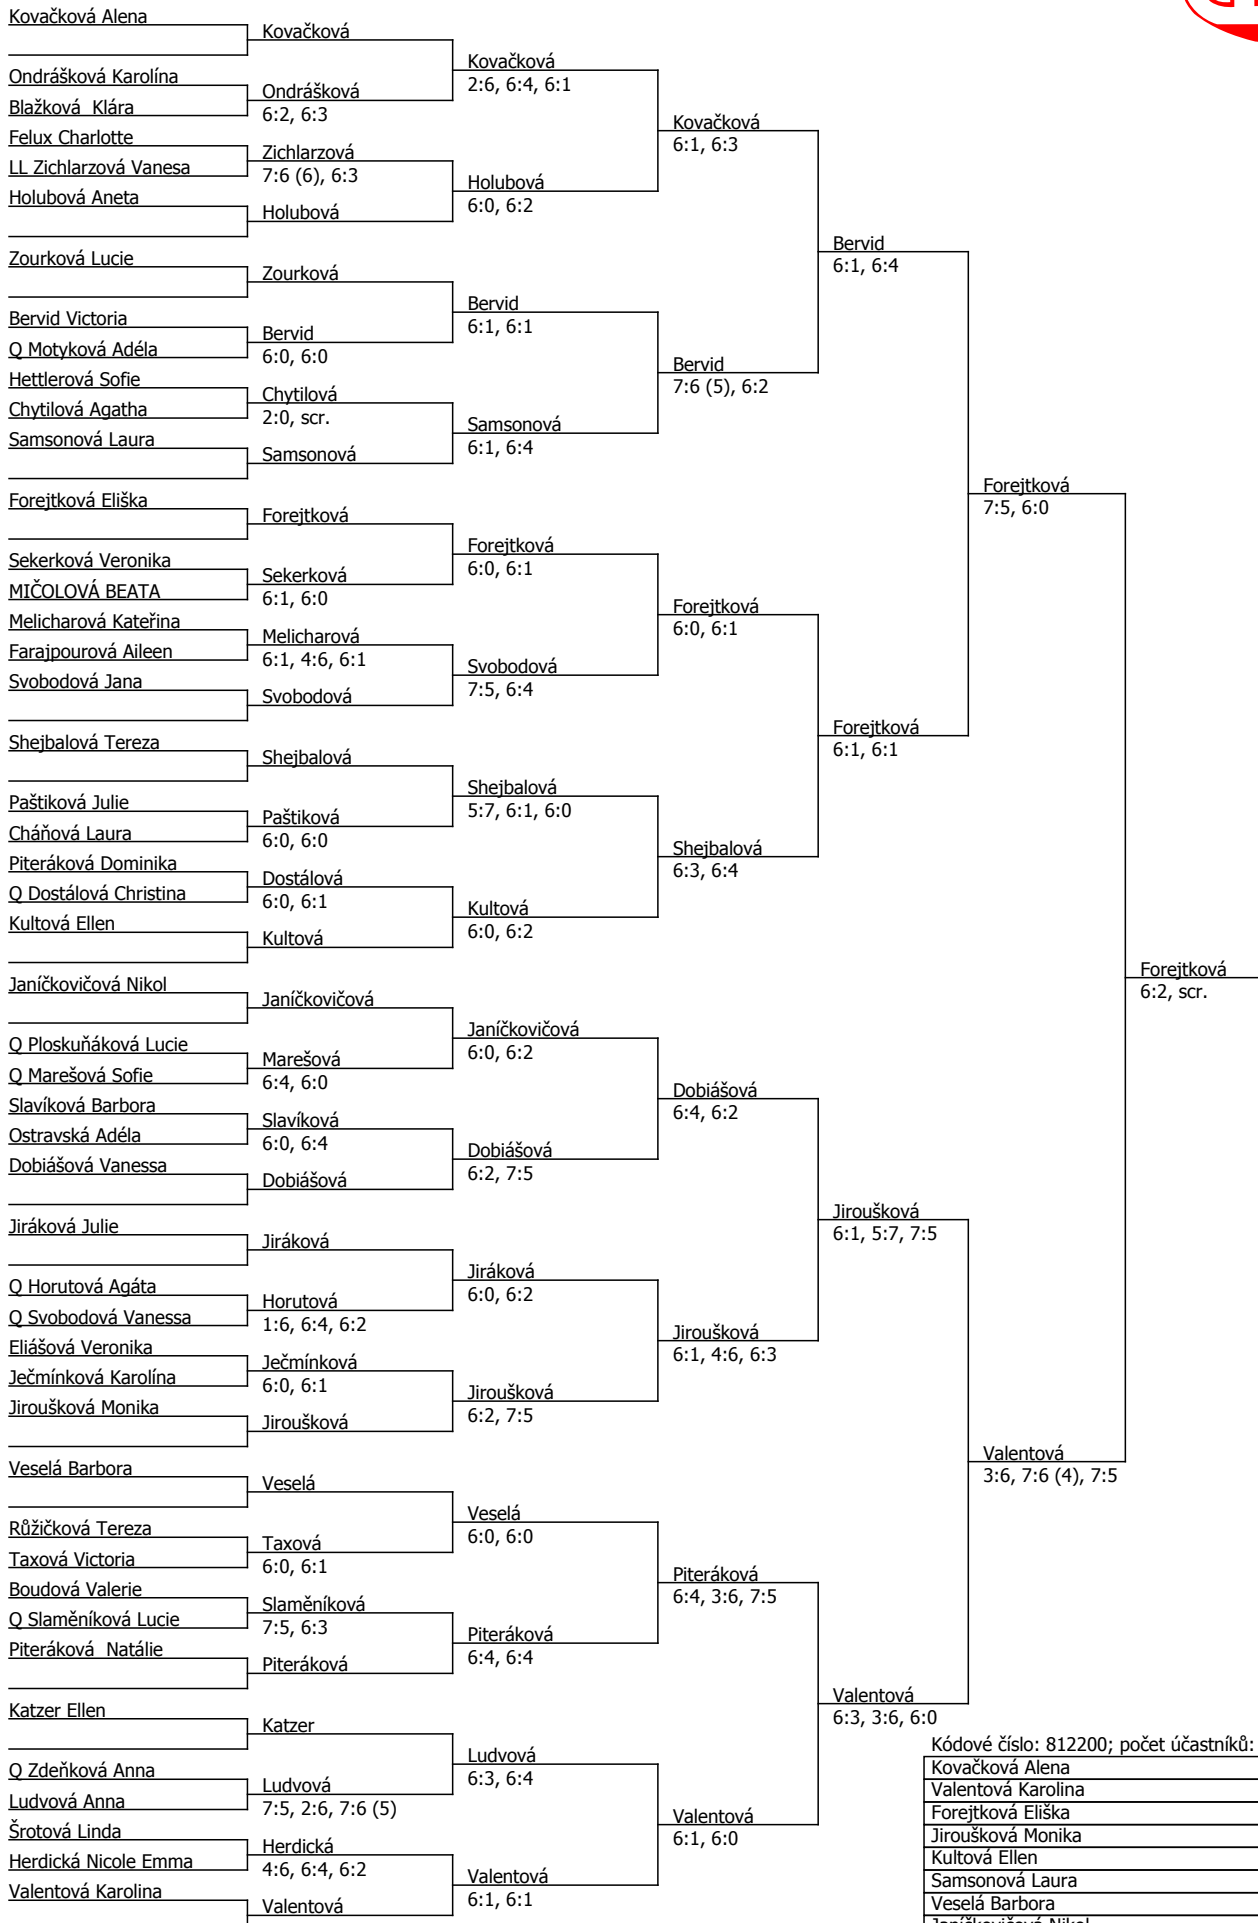 Kovačková Alena
Kovačková
Kovačková
2:6, 6:4, 6:1
Ondrášková Karolína
Ondrášková
6:2, 6:3
Blažková  Klára
Kovačková
6:1, 6:3
Felux Charlotte
Zichlarzová
7:6 (6), 6:3
LL Zichlarzová Vanesa
Holubová
6:0, 6:2
Holubová Aneta
Holubová
Bervid
6:1, 6:4
Zourková Lucie
Zourková
Bervid
6:1, 6:1
Bervid Victoria
Bervid
6:0, 6:0
Q Motyková Adéla
Bervid
7:6 (5), 6:2
Hettlerová Sofie
Chytilová
2:0, scr.
Chytilová Agatha
Samsonová
6:1, 6:4
Samsonová Laura
Samsonová
Forejtková
7:5, 6:0
Forejtková Eliška
Forejtková
Forejtková
6:0, 6:1
Sekerková Veronika
Sekerková
6:1, 6:0
MIČOLOVÁ BEATA
Forejtková
6:0, 6:1
Melicharová Kateřina
Melicharová
6:1, 4:6, 6:1
Farajpourová Aileen
Svobodová
7:5, 6:4
Svobodová Jana
Svobodová
Forejtková
6:1, 6:1
Shejbalová Tereza
Shejbalová
Shejbalová
5:7, 6:1, 6:0
Paštiková Julie
Paštiková
6:0, 6:0
Cháňová Laura
Shejbalová
6:3, 6:4
Piteráková Dominika
Dostálová
6:0, 6:1
Q Dostálová Christina
Kultová
6:0, 6:2
Kultová Ellen
Kultová
Forejtková
6:2, scr.
Janíčkovičová Nikol
Janíčkovičová
Janíčkovičová
6:0, 6:2
Q Ploskuňáková Lucie
Marešová
6:4, 6:0
Q Marešová Sofie
Dobiášová
6:4, 6:2
Slavíková Barbora
Slavíková
6:0, 6:4
Ostravská Adéla
Dobiášová
6:2, 7:5
Dobiášová Vanessa
Dobiášová
Jiroušková
6:1, 5:7, 7:5
Jiráková Julie
Jiráková
Jiráková
6:0, 6:2
Q Horutová Agáta
Horutová
1:6, 6:4, 6:2
Q Svobodová Vanessa
Jiroušková
6:1, 4:6, 6:3
Eliášová Veronika
Ječmínková
6:0, 6:1
Ječmínková Karolína
Jiroušková
6:2, 7:5
Jiroušková Monika
Jiroušková
Valentová
3:6, 7:6 (4), 7:5
Veselá Barbora
Veselá
Veselá
6:0, 6:0
Růžičková Tereza
Taxová
6:0, 6:1
Taxová Victoria
Piteráková
6:4, 3:6, 7:5
Boudová Valerie
Slaměníková
7:5, 6:3
Q Slaměníková Lucie
Piteráková
6:4, 6:4
Piteráková  Natálie
Piteráková
Valentová
6:3, 3:6, 6:0
Katzer Ellen
Katzer
Ludvová
6:3, 6:4
Q Zdeňková Anna
Ludvová
7:5, 2:6, 7:6 (5)
Ludvová Anna
Valentová
6:1, 6:0
Šrotová Linda
Herdická
4:6, 6:4, 6:2
Herdická Nicole Emma
Valentová
6:1, 6:1
Valentová Karolina
Valentová
Kódové číslo: 812200; počet účastníků:
Kovačková Alena
Valentová Karolina
Forejtková Eliška
Jiroušková Monika
Kultová Ellen
Samsonová Laura
Veselá Barbora
Janíčkovičová Nikol